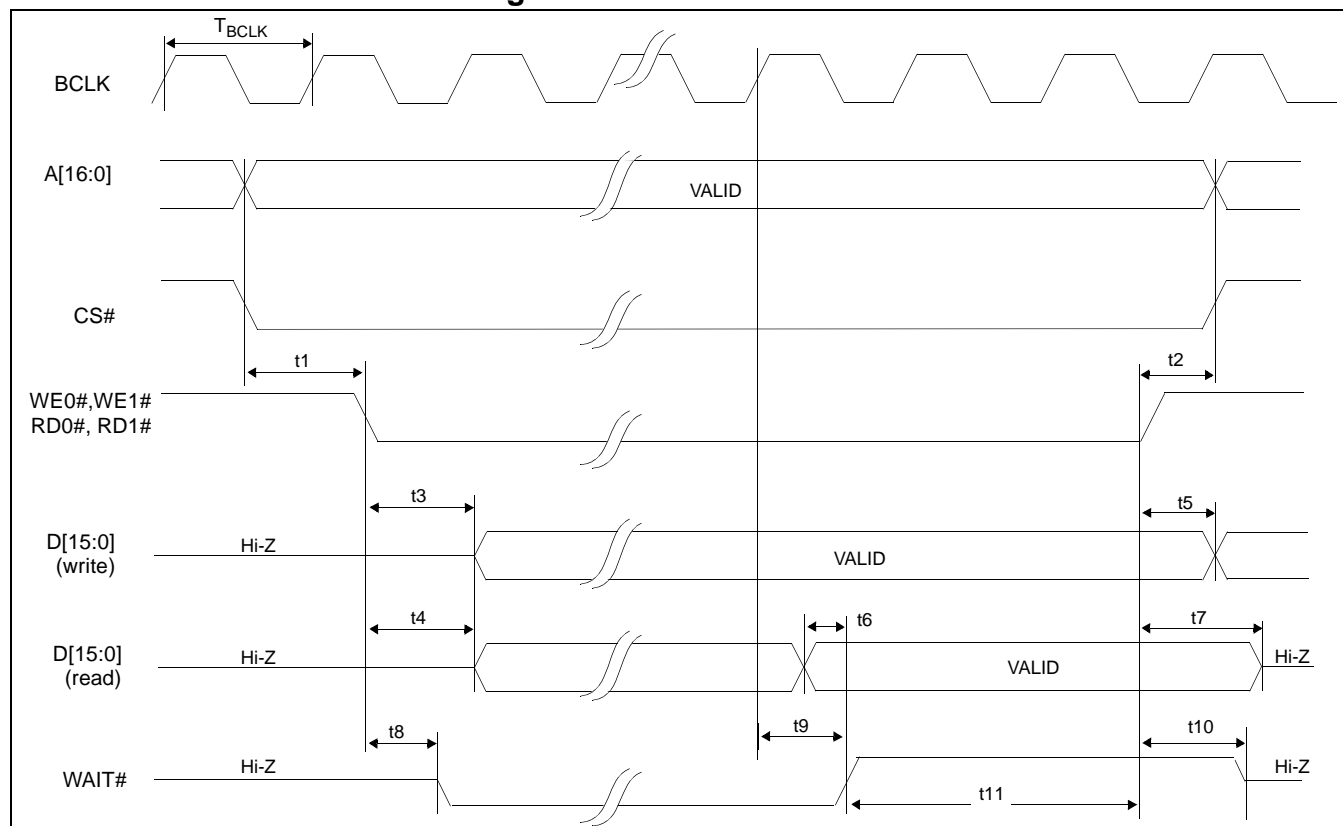 TBCLK
BCLK
A[16:0]
VALID
CS#
t1
t2
WE0#,WE1#
RD0#, RD1#
t3
t5
D[15:0]
(write)
Hi-Z
VALID
t4
t6
t7
D[15:0]
(read)
Hi-Z
VALID
Hi-Z
t8
t9
t10
WAIT#
Hi-Z
Hi-Z
t11